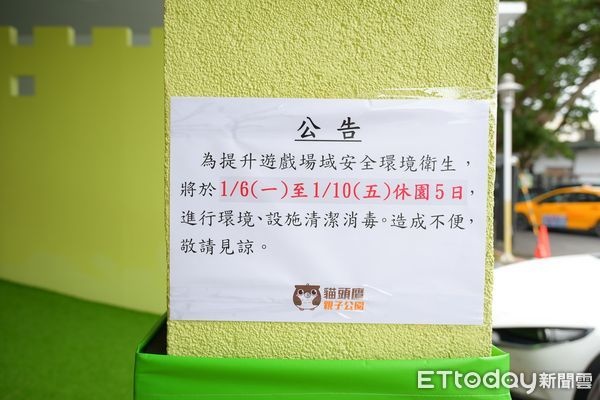 公告
為提升遊戲場域安全環境衛生，
將於1/6(一)至1/10(五)休園5日，
進行環境、設施清潔消毒。造成不便，
敬請見諒。
貓頭鷹
親子公園
ETtoday新聞雲